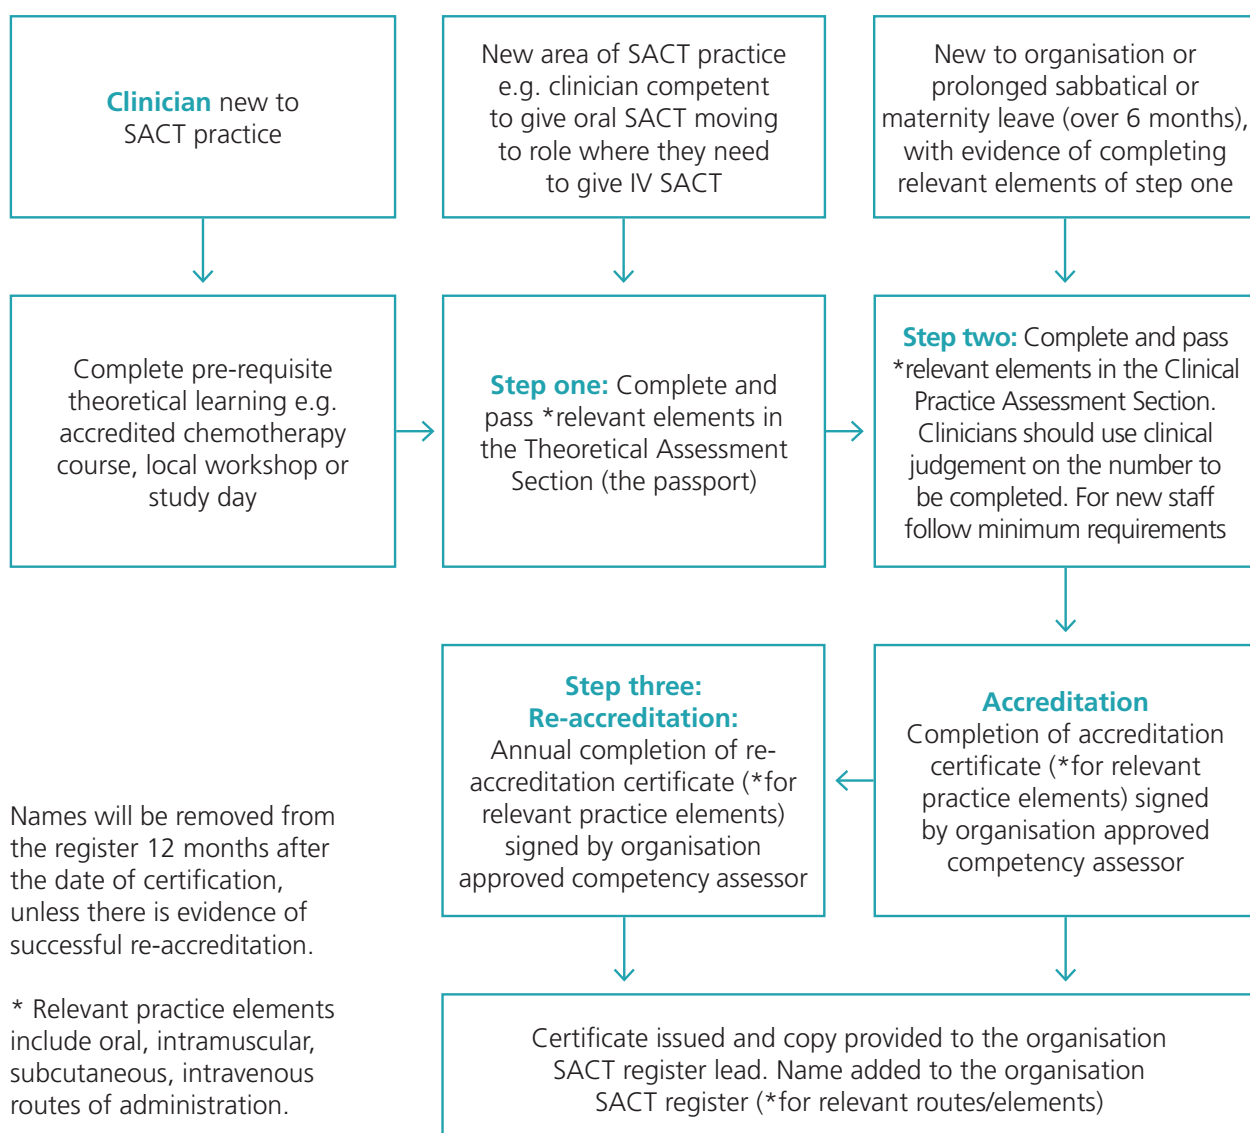 Clinician new to
SACT practice
New area of SACT practice
e.g. clinician competent
to give oral SACT moving
to role where they need
to give IV SACT
New to organisation or
prolonged sabbatical or
maternity leave (over 6 months),
with evidence of completing
relevant elements of step one
Complete pre-requisite
theoretical learning e.g.
accredited chemotherapy
course, local workshop or
study day
Step one: Complete and
pass *relevant elements in
the Theoretical Assessment
Section (the passport)
Step two: Complete and pass
*relevant elements in the Clinical
Practice Assessment Section.
Clinicians should use clinical
judgement on the number to
be completed. For new staff
follow minimum requirements
Step three:
Re-accreditation:
Annual completion of re-
accreditation certificate (*for
relevant practice elements)
signed by organisation
approved competency assessor
Accreditation
Completion of accreditation
certificate (*for relevant
practice elements) signed
by organisation approved
competency assessor
Names will be removed from
the register 12 months after
the date of certification,
unless there is evidence of
successful re-accreditation.
* Relevant practice elements
include oral, intramuscular,
subcutaneous, intravenous
routes of administration.
Certificate issued and copy provided to the organisation
SACT register lead. Name added to the organisation
SACT register (*for relevant routes/elements)